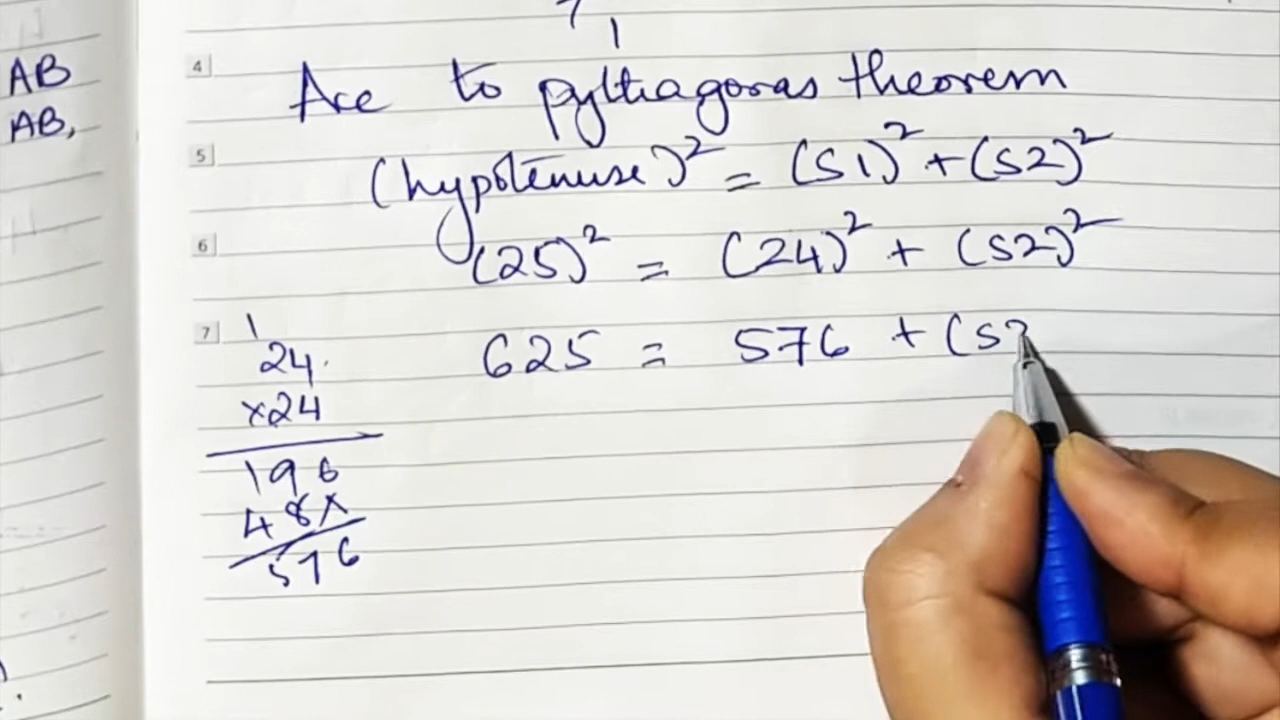 AB
AB,
4
Acc to pythagoras theorem
5
(hypotenuse)² = (S1)² + (S2)²
6
(25)² = (24)² + (S2)²
7
625 = 576 + (S2
1
24
×24
196
48×
576